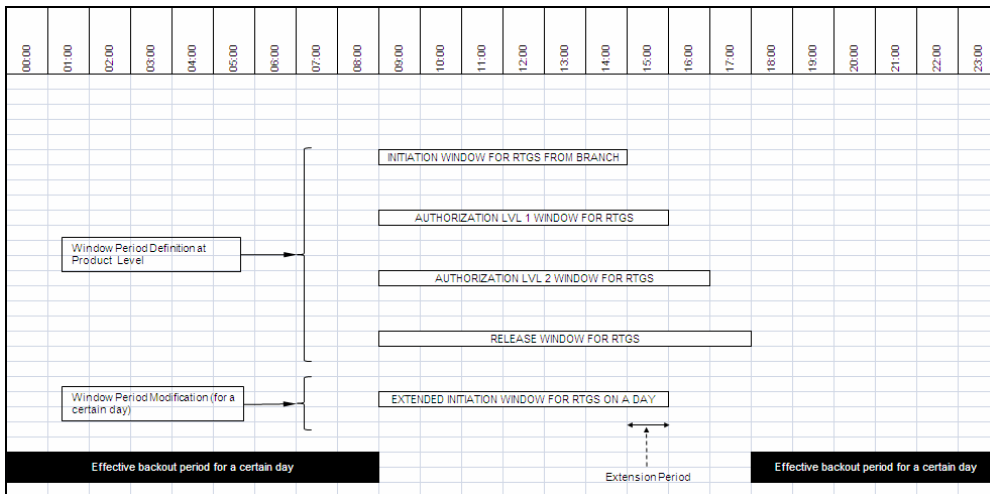 00:00
01:00
02:00
03:00
04:00
05:00
06:00
07:00
08:00
09:00
10:00
11:00
12:00
13:00
14:00
15:00
16:00
17:00
18:00
19:00
20:00
21:00
22:00
23:00
INITIATION WINDOW FOR RTGS FROM BRANCH
AUTHORIZATION LVL 1 WINDOW FOR RTGS
Window Period Definition at
Product Level
AUTHORIZATION LVL 2 WINDOW FOR RTGS
RELEASE WINDOW FOR RTGS
Window Period Modification (for a
certain day)
EXTENDED INITIATION WINDOW FOR RTGS ON A DAY
Effective backout period for a certain day
Extension Period
Effective backout period for a certain day